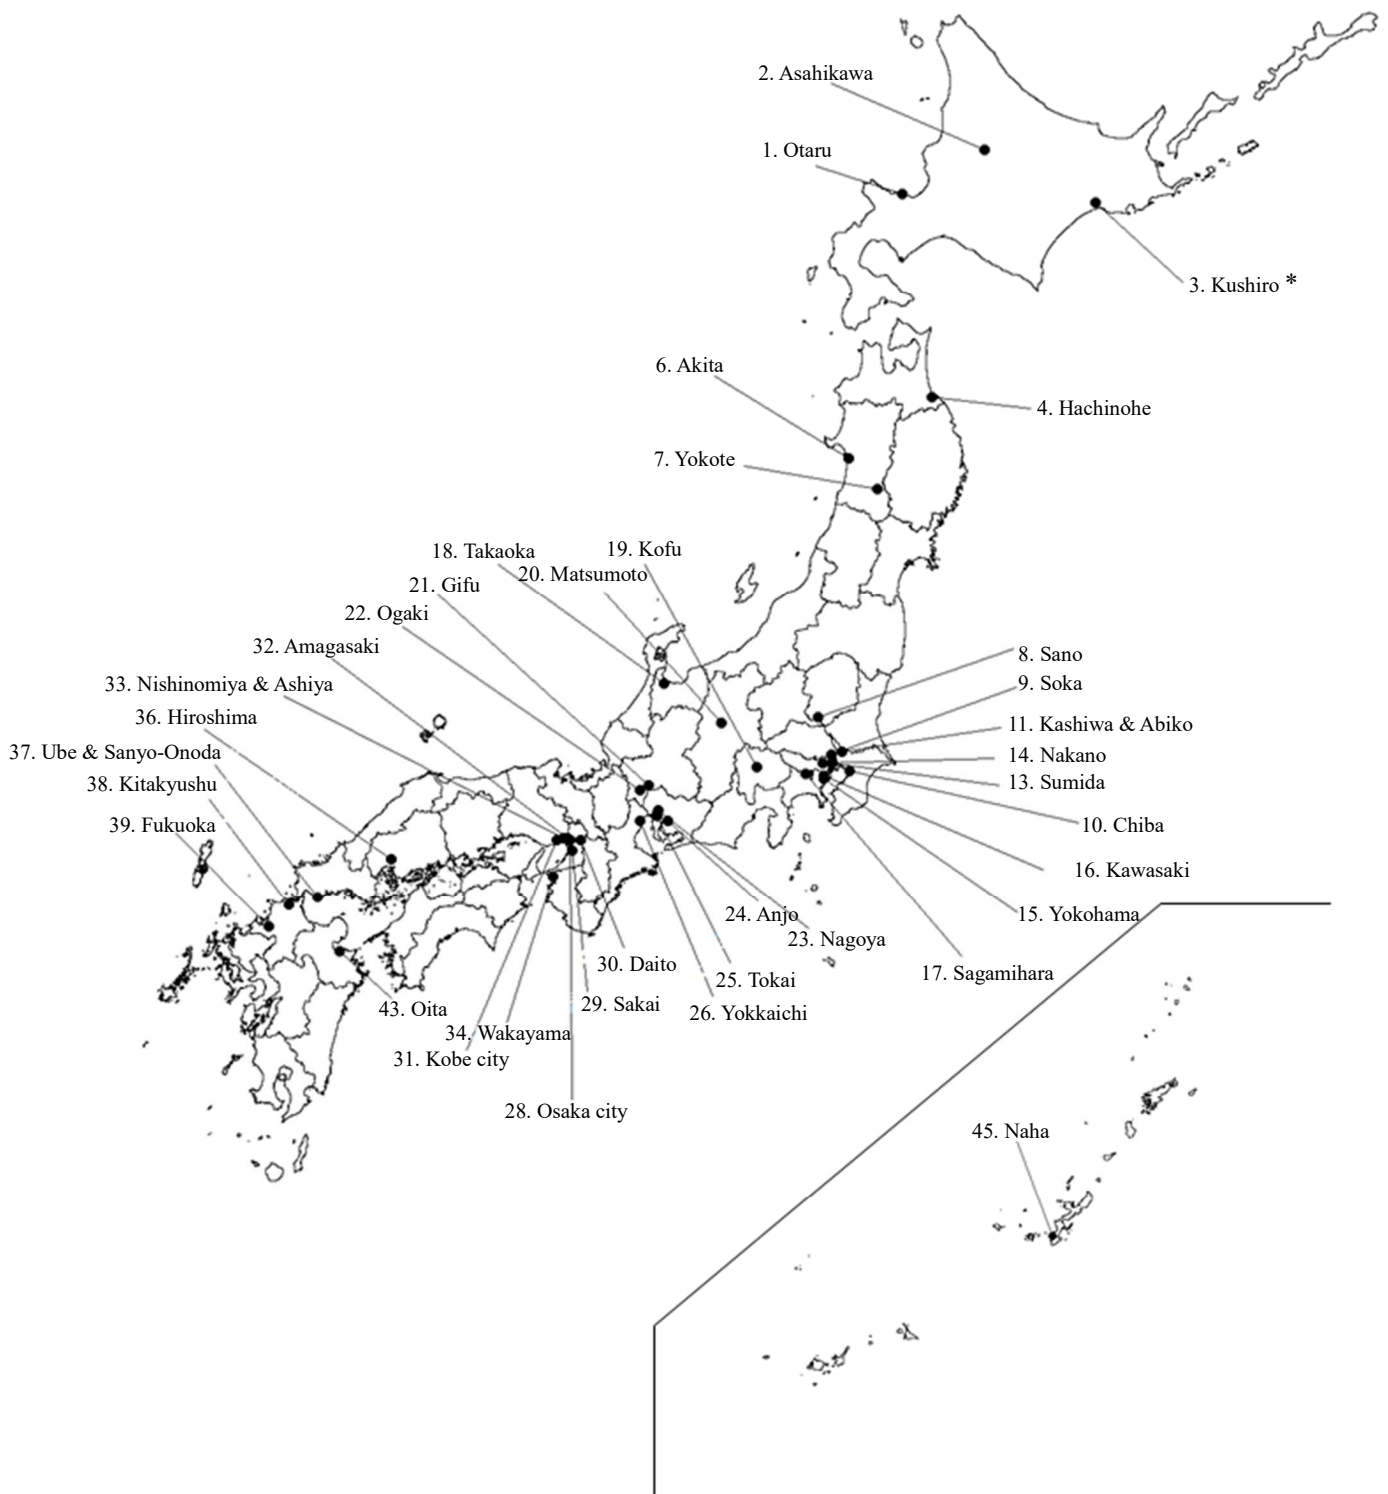 2. Asahikawa
1. Otaru
3. Kushiro *
6. Akita
4. Hachinohe
7. Yokote
18. Takaoka
19. Kofu
20. Matsumoto
21. Gifu
22. Ogaki
32. Amagasaki
33. Nishinomiya & Ashiya
36. Hiroshima
37. Ube & Sanyo-Onoda
38. Kitakyushu
39. Fukuoka
8. Sano
9. Soka
11. Kashiwa & Abiko
14. Nakano
13. Sumida
10. Chiba
16. Kawasaki
15. Yokohama
24. Anjo
23. Nagoya
17. Sagamihara
30. Daito
25. Tokai
29. Sakai
26. Yokkaichi
43. Oita
34. Wakayama
31. Kobe city
28. Osaka city
45. Naha